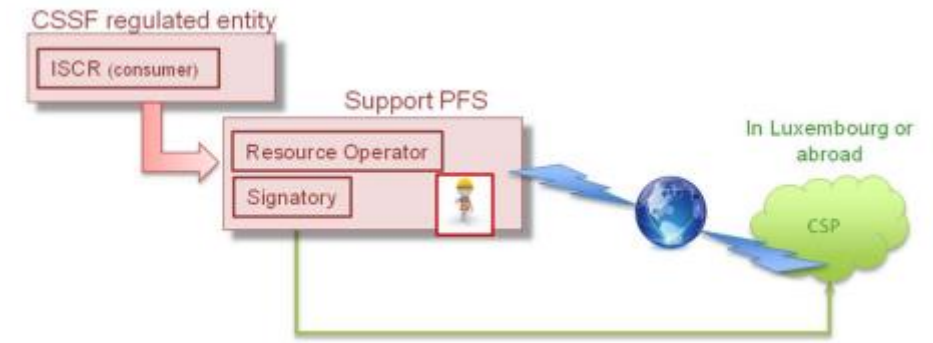 CSSF regulated entity
ISCR (consumer)
Support PFS
Resource Operator
Signatory
In Luxembourg or
abroad
CSP